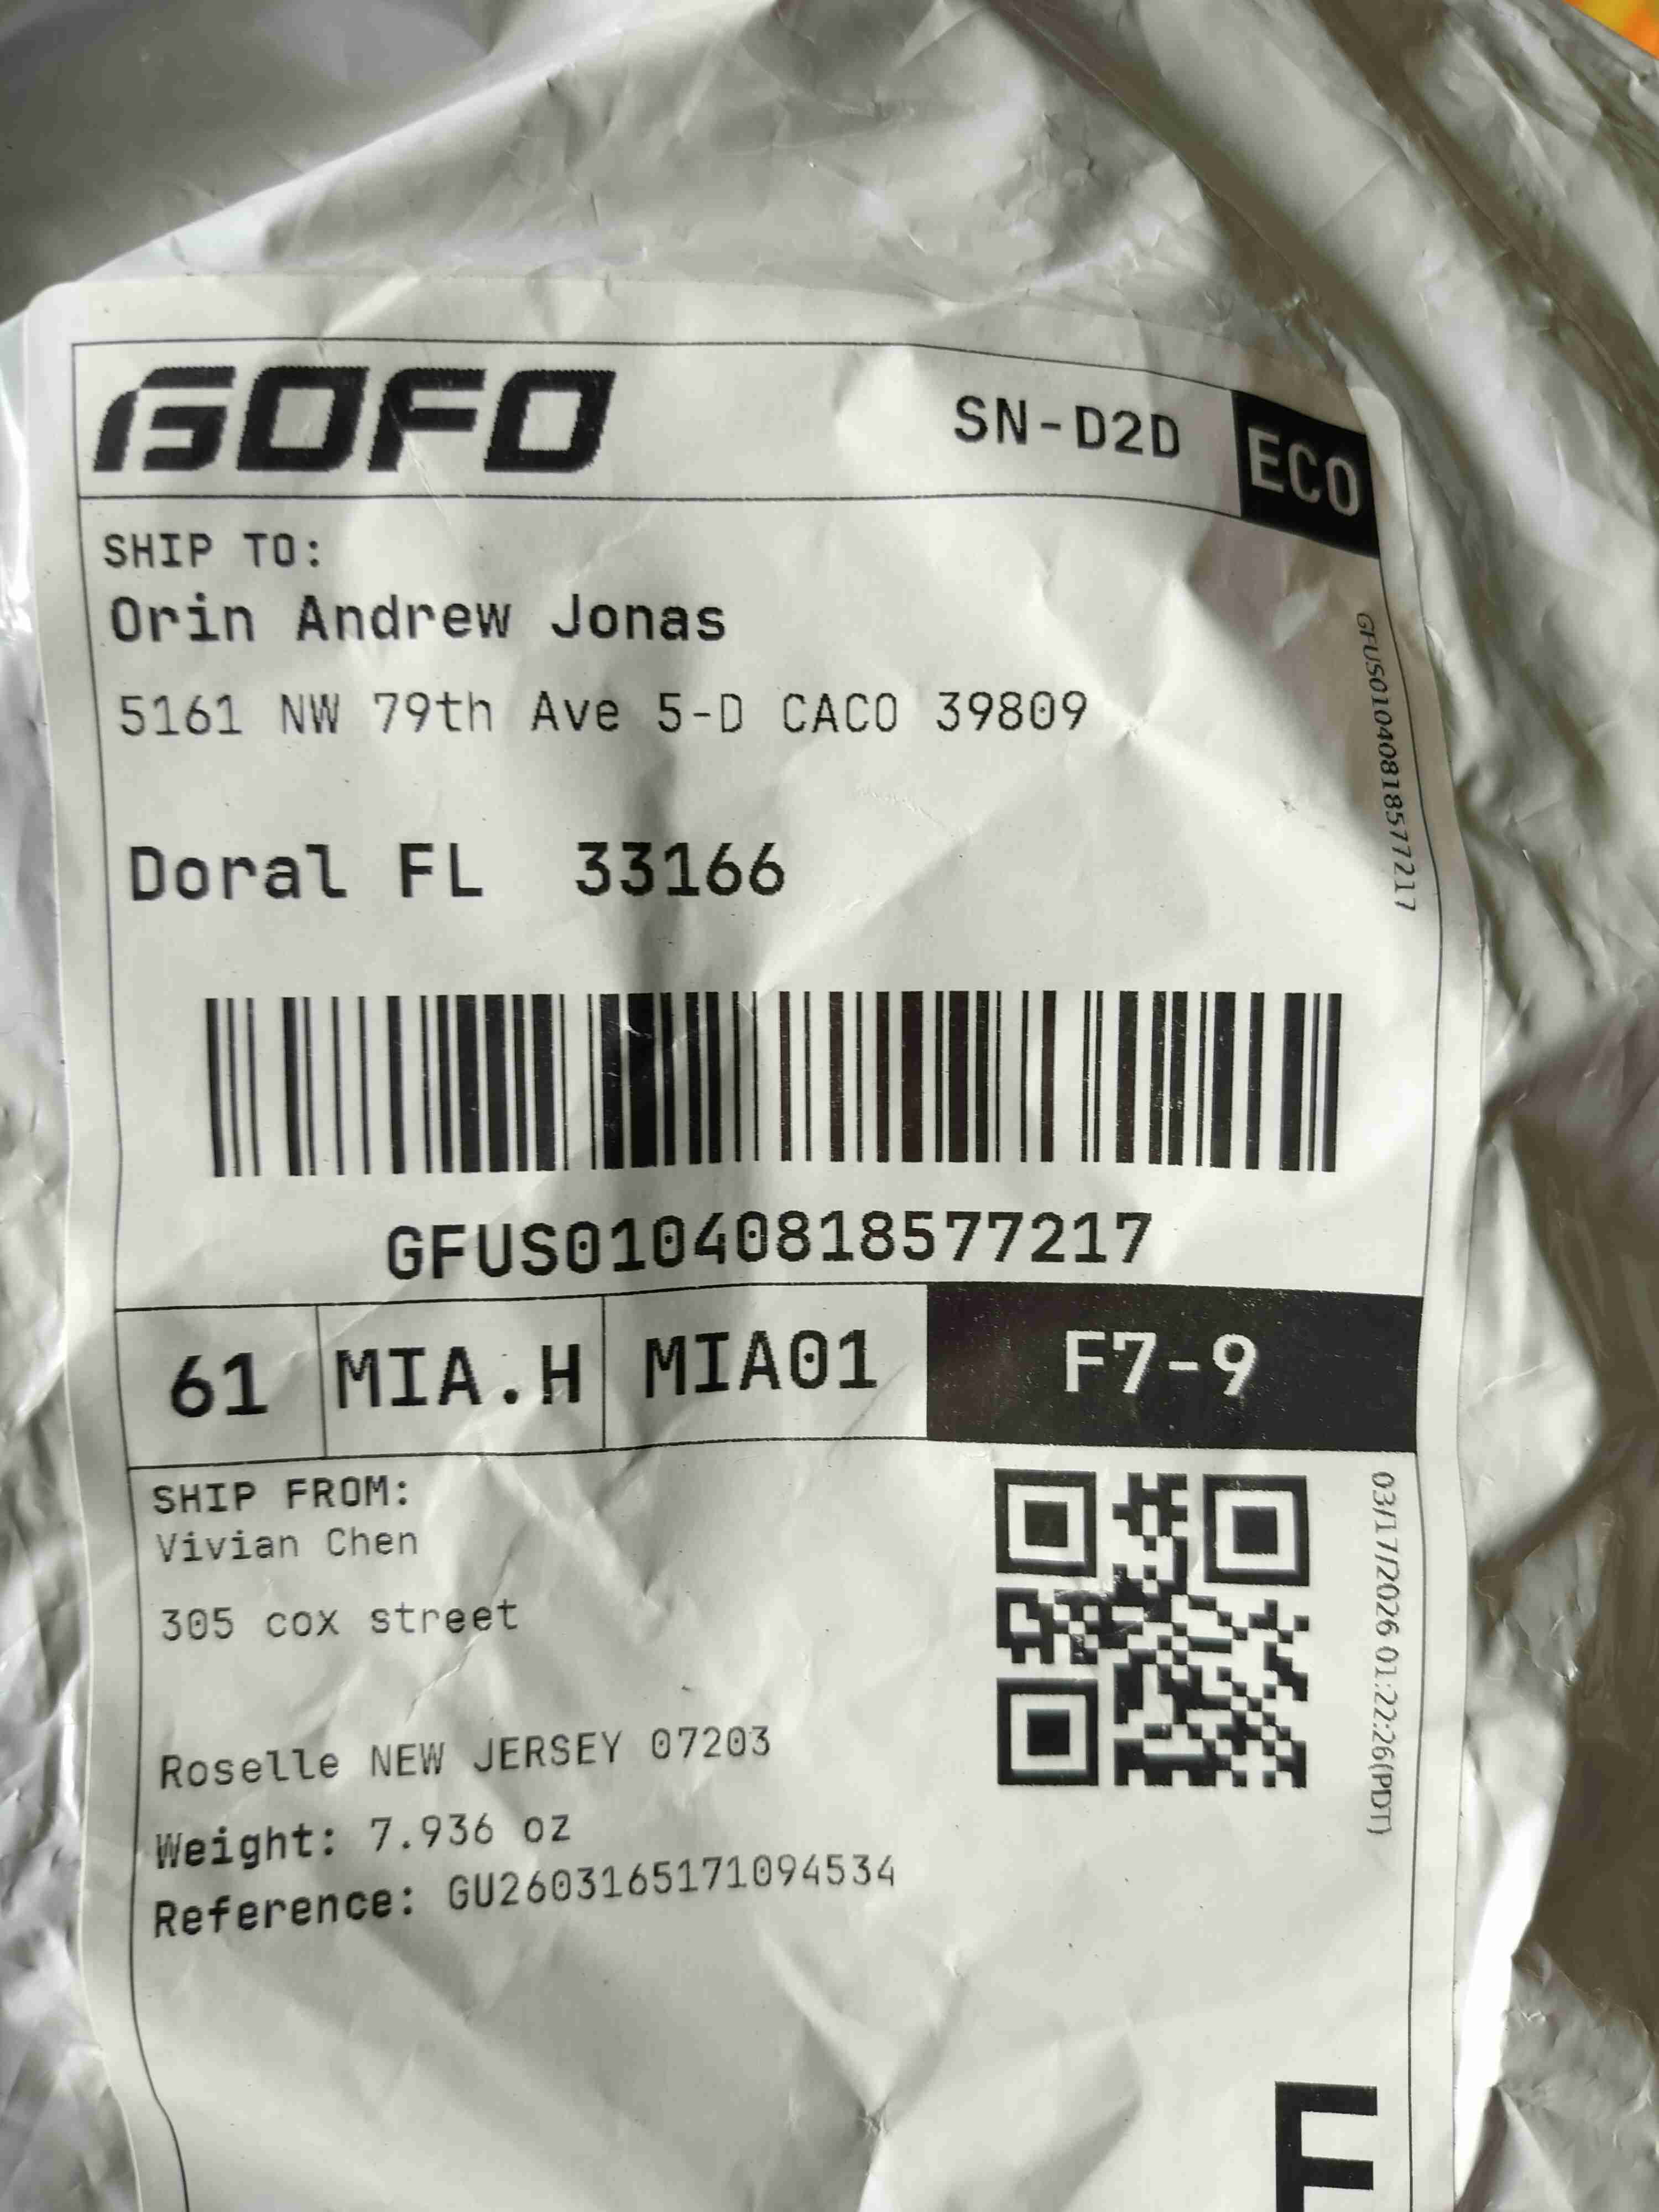 GOFO SN-D2D ECO
SHIP TO:
Orin Andrew Jonas
5161 NW 79th Ave 5-D CACO 39809
Doral FL 33166
GFUS01040818577217
GFUS01040818577217
61 MIA.H MIA01 F7-9
SHIP FROM:
Vivian Chen
305 cox street
Roselle NEW JERSEY 07203
Weight: 7.936 oz
Reference: GU2603165171094534
03/17/2026 01:22:26(PDT)